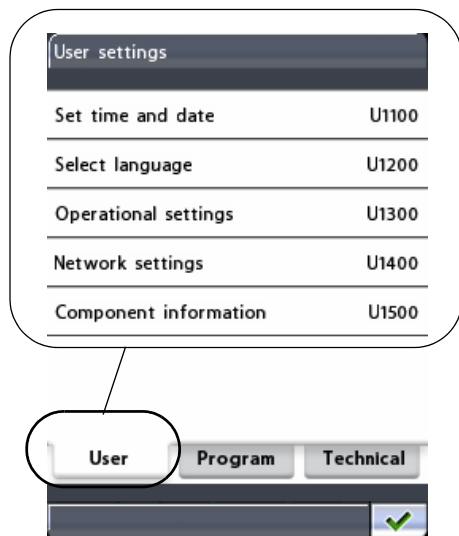 User settings
Set time and date U1100
Select language U1200
Operational settings U1300
Network settings U1400
Component information U1500
User Program Technical